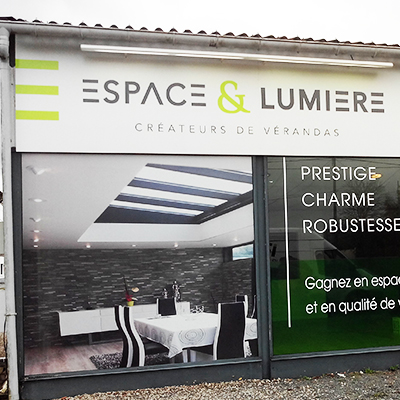 ESPACE & LUMIERE
CRÉATEURS DE VÉRANDAS
PRESTIGE
CHARME
ROBUSTESSE
Gagnez en espac
et en qualité de v